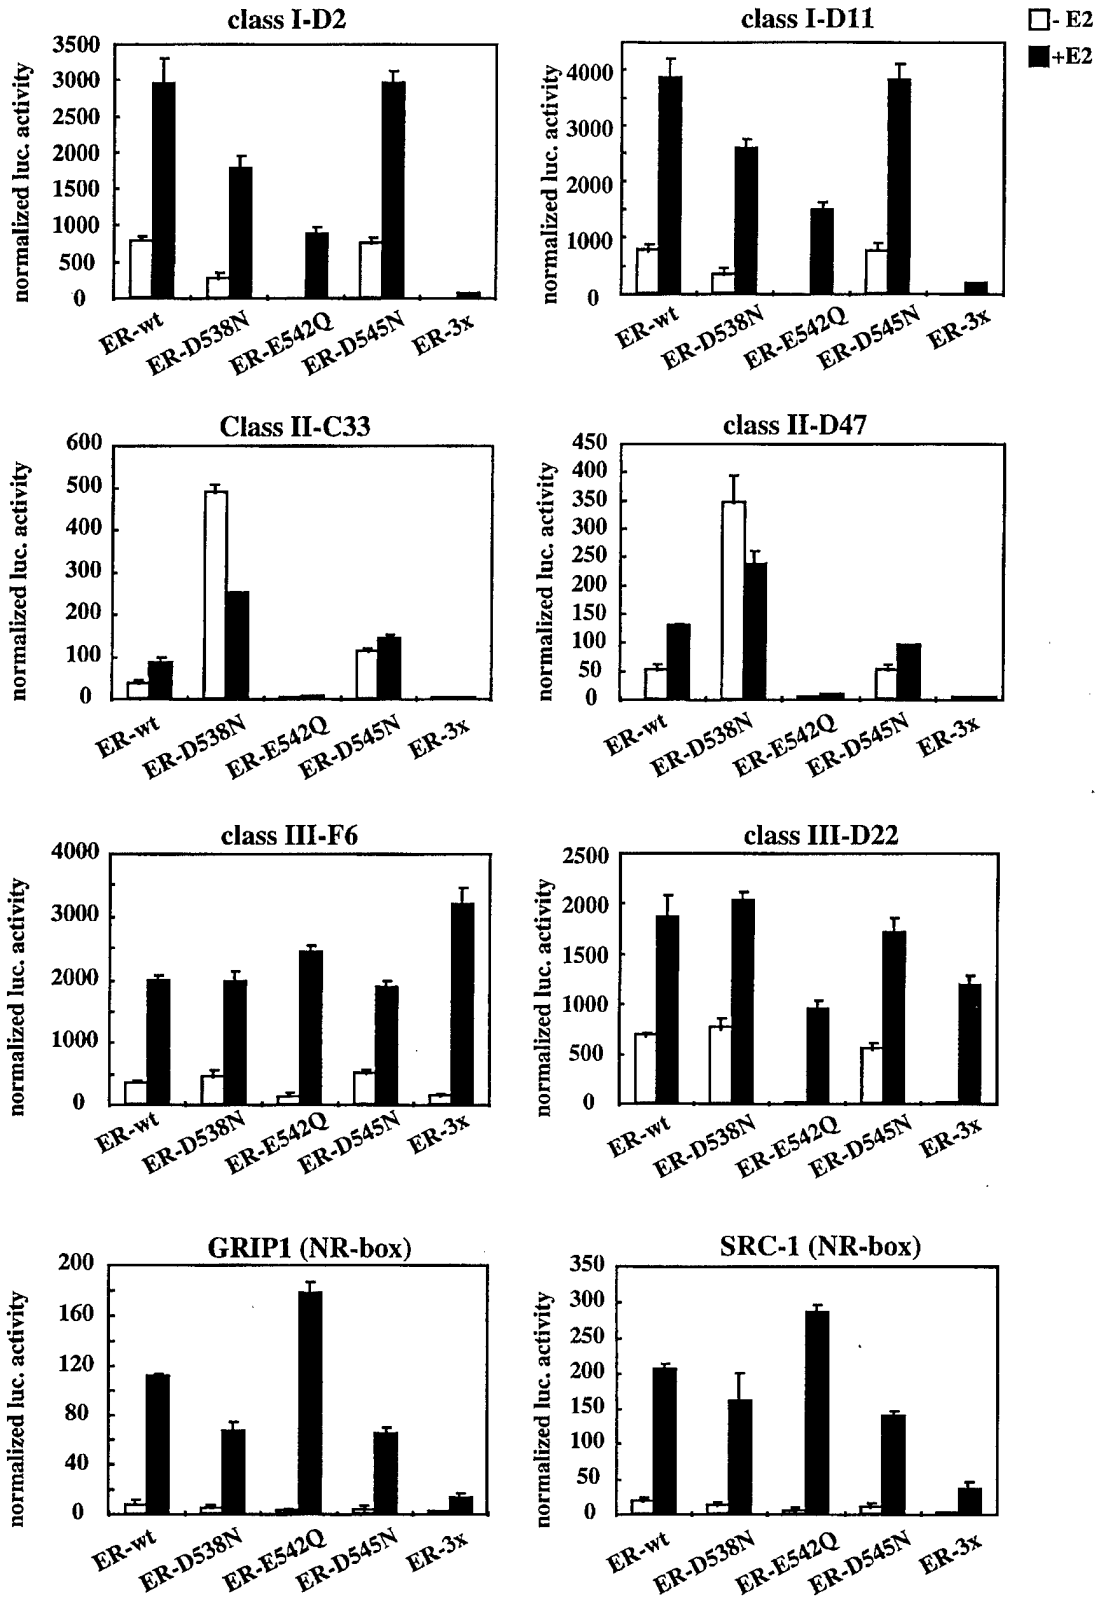 class I-D2
class I-D11
- E2
+E2
normalized luc. activity
3500
3000
2500
2000
1500
1000
500
0
ER-wt
ER-D538N
ER-E542Q
ER-D545N
ER-3x
normalized luc. activity
4000
3000
2000
1000
0
ER-wt
ER-D538N
ER-E542Q
ER-D545N
ER-3x
Class II-C33
class II-D47
normalized luc. activity
600
500
400
300
200
100
0
ER-wt
ER-D538N
ER-E542Q
ER-D545N
ER-3x
normalized luc. activity
450
400
350
300
250
200
150
100
50
0
ER-wt
ER-D538N
ER-E542Q
ER-D545N
ER-3x
class III-F6
class III-D22
normalized luc. activity
4000
3000
2000
1000
0
ER-wt
ER-D538N
ER-E542Q
ER-D545N
ER-3x
normalized luc. activity
2500
2000
1500
1000
500
0
ER-wt
ER-D538N
ER-E542Q
ER-D545N
ER-3x
GRIP1 (NR-box)
SRC-1 (NR-box)
normalized luc. activity
200
160
120
80
40
0
ER-wt
ER-D538N
ER-E542Q
ER-D545N
ER-3x
normalized luc. activity
350
300
250
200
150
100
50
0
ER-wt
ER-D538N
ER-E542Q
ER-D545N
ER-3x